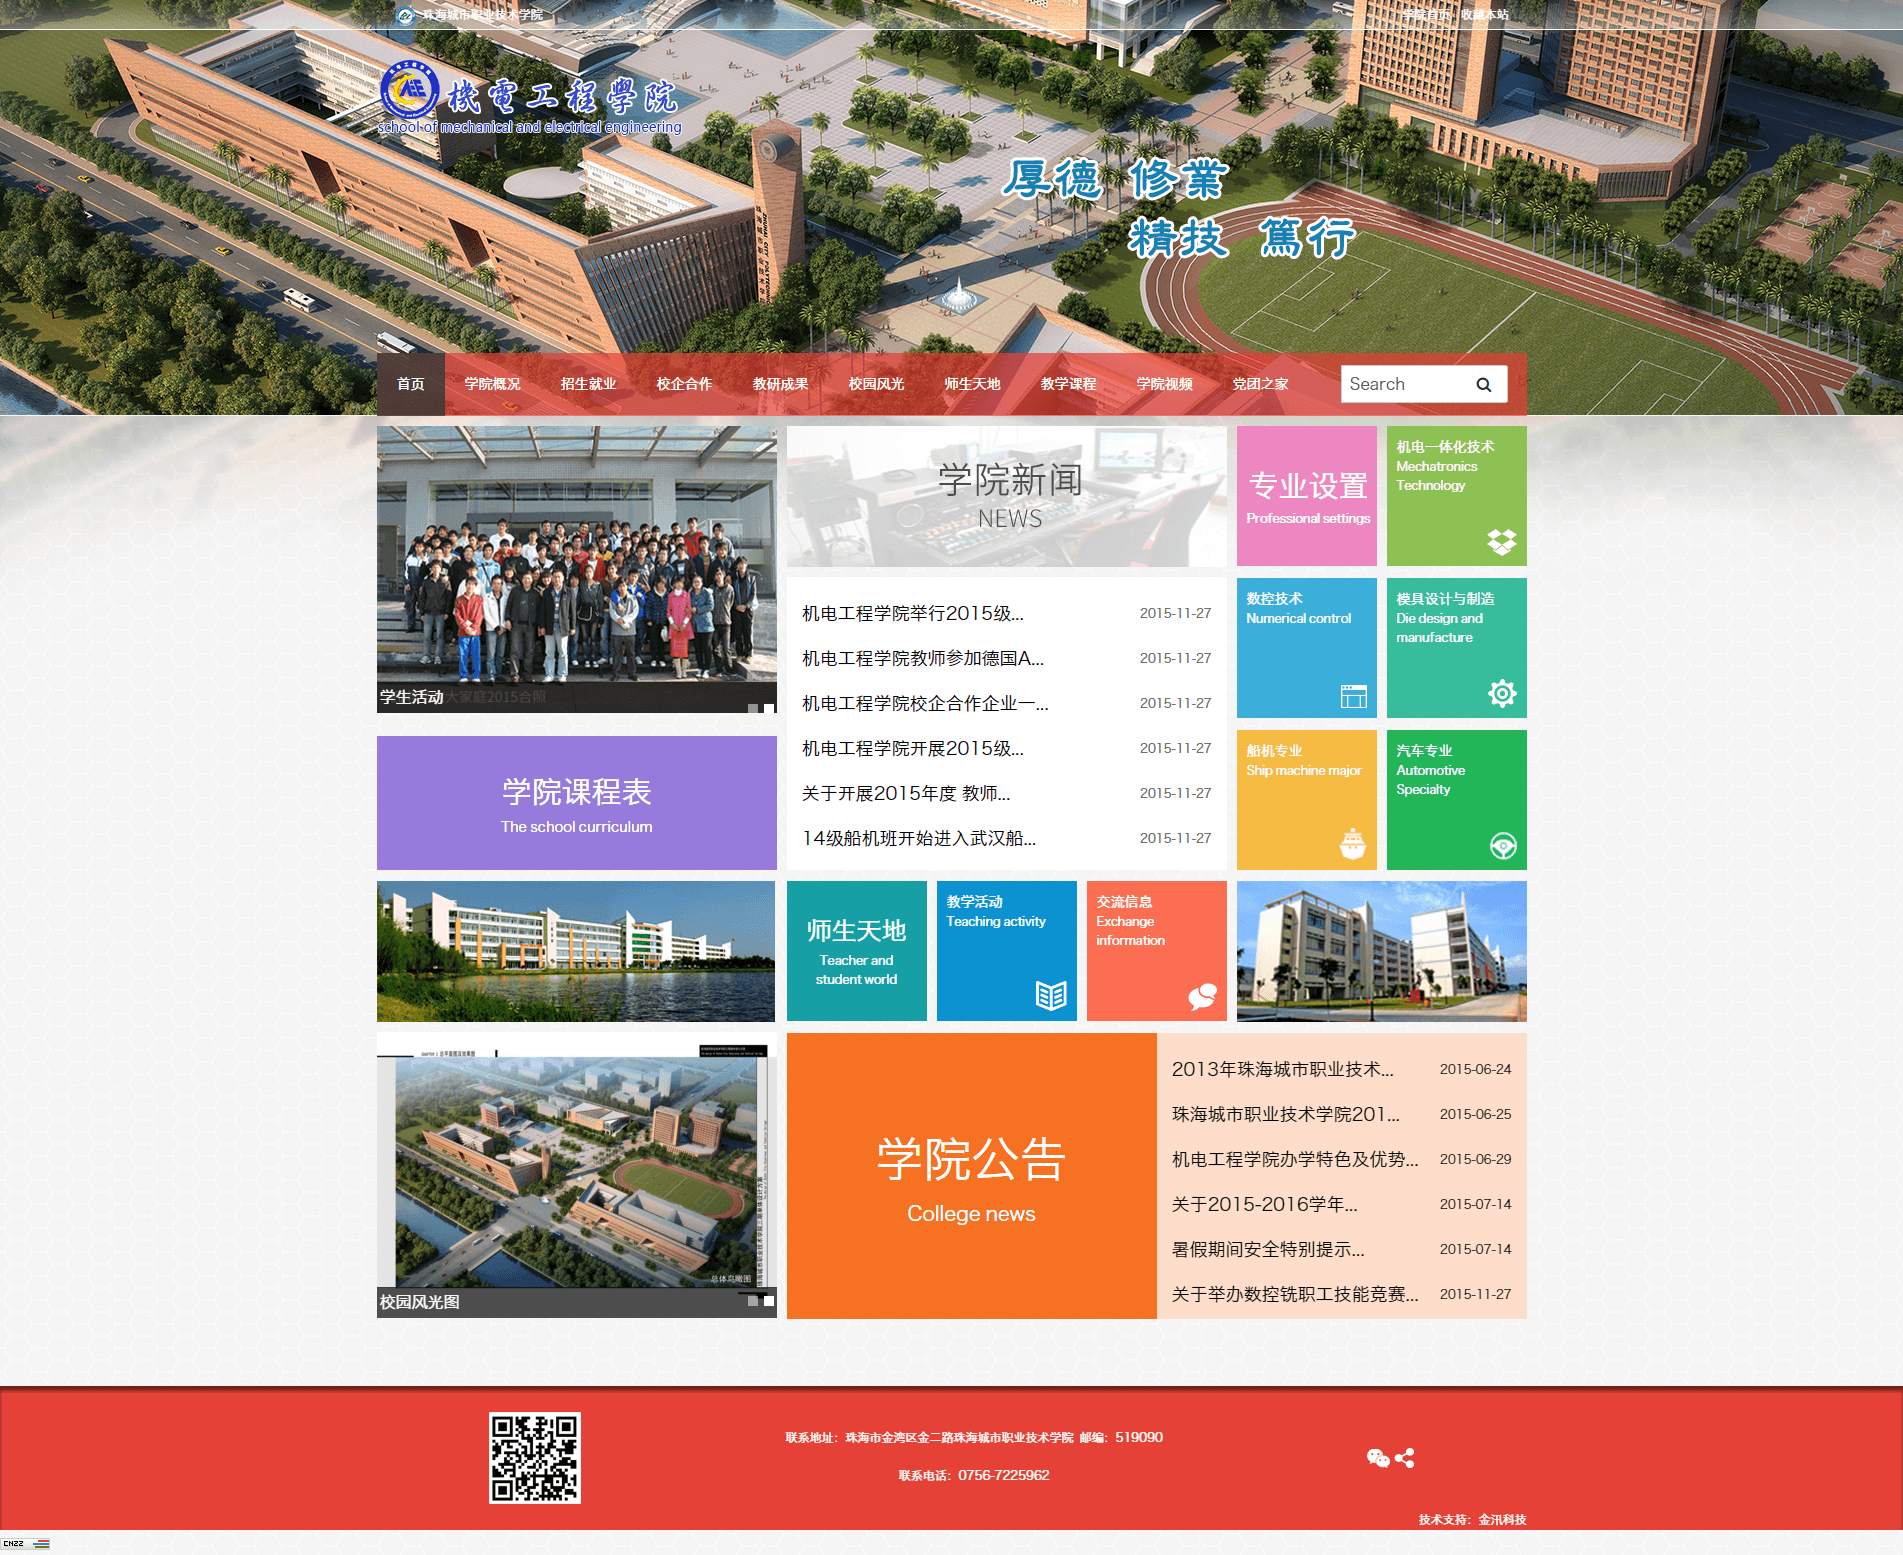 珠海城市职业技术学院
学院首页 收藏本站
機電工程學院
school of mechanical and electrical engineering
厚德 修業
精技 篤行
首页 学院概况 招生就业 校企合作 教研成果 校园风光 师生天地 教学课程 学院视频 党团之家 Search
学生活动
大家庭2015合照
学院课程表
The school curriculum
学院新闻
NEWS
机电工程学院举行2015级... 2015-11-27
机电工程学院教师参加德国A... 2015-11-27
机电工程学院校企合作企业一... 2015-11-27
机电工程学院开展2015级... 2015-11-27
关于开展2015年度 教师... 2015-11-27
14级船机班开始进入武汉船... 2015-11-27
专业设置
Professional settings
机电一体化技术
Mechatronics
Technology
数控技术
Numerical control
模具设计与制造
Die design and
manufacture
船机专业
Ship machine major
汽车专业
Automotive
Specialty
师生天地
Teacher and
student world
教学活动
Teaching activity
交流信息
Exchange
information
总体鸟瞰图
校园风光图
学院公告
College news
2013年珠海城市职业技术... 2015-06-24
珠海城市职业技术学院201... 2015-06-25
机电工程学院办学特色及优势... 2015-06-29
关于2015-2016学年... 2015-07-14
暑假期间安全特别提示... 2015-07-14
关于举办数控铣职工技能竞赛... 2015-11-27
联系地址：珠海市金湾区金二路珠海城市职业技术学院 邮编：519090
联系电话：0756-7225962
技术支持：金汛科技
CNZZ